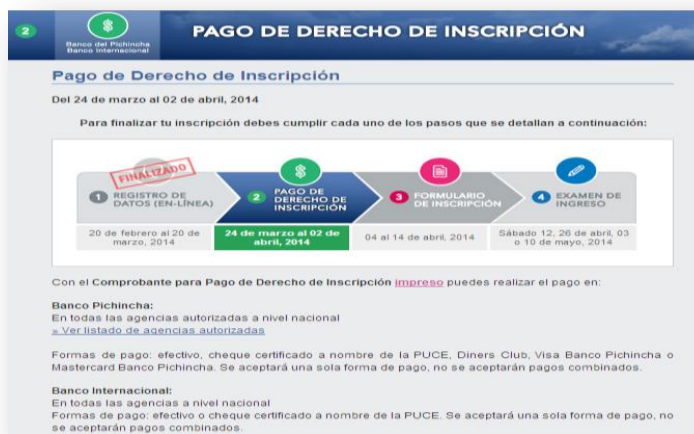 2
Banco del Pichincha
Banco Internacional
PAGO DE DERECHO DE INSCRIPCIÓN
Pago de Derecho de Inscripción
Del 24 de marzo al 02 de abril, 2014
Para finalizar tu inscripción debes cumplir cada uno de los pasos que se detallan a continuación:
FINALIZADO
1 REGISTRO DE
DATOS (EN-LÍNEA)
20 de febrero al 20 de
marzo, 2014
2 PAGO DE
DERECHO DE
INSCRIPCIÓN
24 de marzo al 02 de
abril, 2014
3 FORMULARIO
DE INSCRIPCIÓN
04 al 14 de abril, 2014
4 EXAMEN DE
INGRESO
Sábado 12, 26 de abril, 03
o 10 de mayo, 2014
Con el Comprobante para Pago de Derecho de Inscripción impreso puedes realizar el pago en:
Banco Pichincha:
En todas las agencias autorizadas a nivel nacional
» Ver listado de agencias autorizadas
Formas de pago: efectivo, cheque certificado a nombre de la PUCE, Diners Club, Visa Banco Pichincha o
Mastercard Banco Pichincha. Se aceptará una sola forma de pago, no se aceptarán pagos combinados.
Banco Internacional:
En todas las agencias a nivel nacional
Formas de pago: efectivo o cheque certificado a nombre de la PUCE. Se aceptará una sola forma de pago, no
se aceptarán pagos combinados.